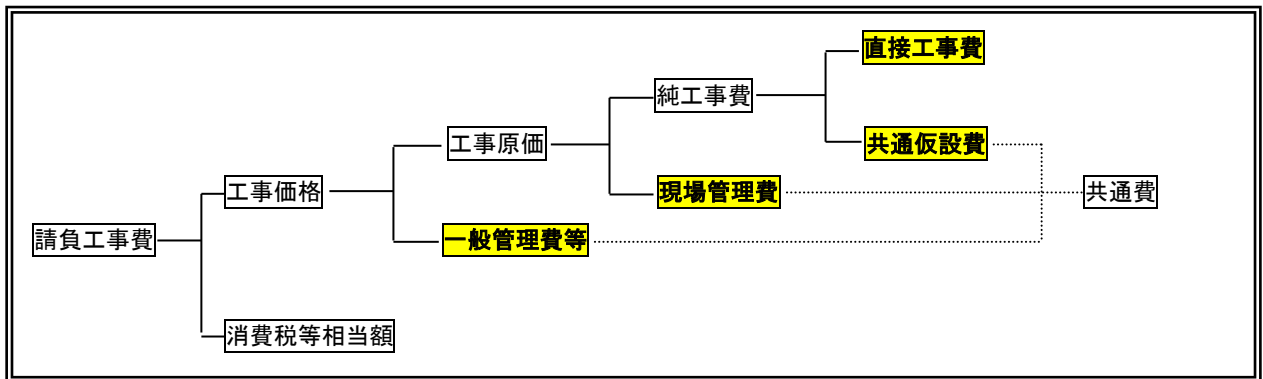 直接工事費
純工事費
共通仮設費
工事原価
現場管理費
共通費
工事価格
一般管理費等
請負工事費
消費税等相当額